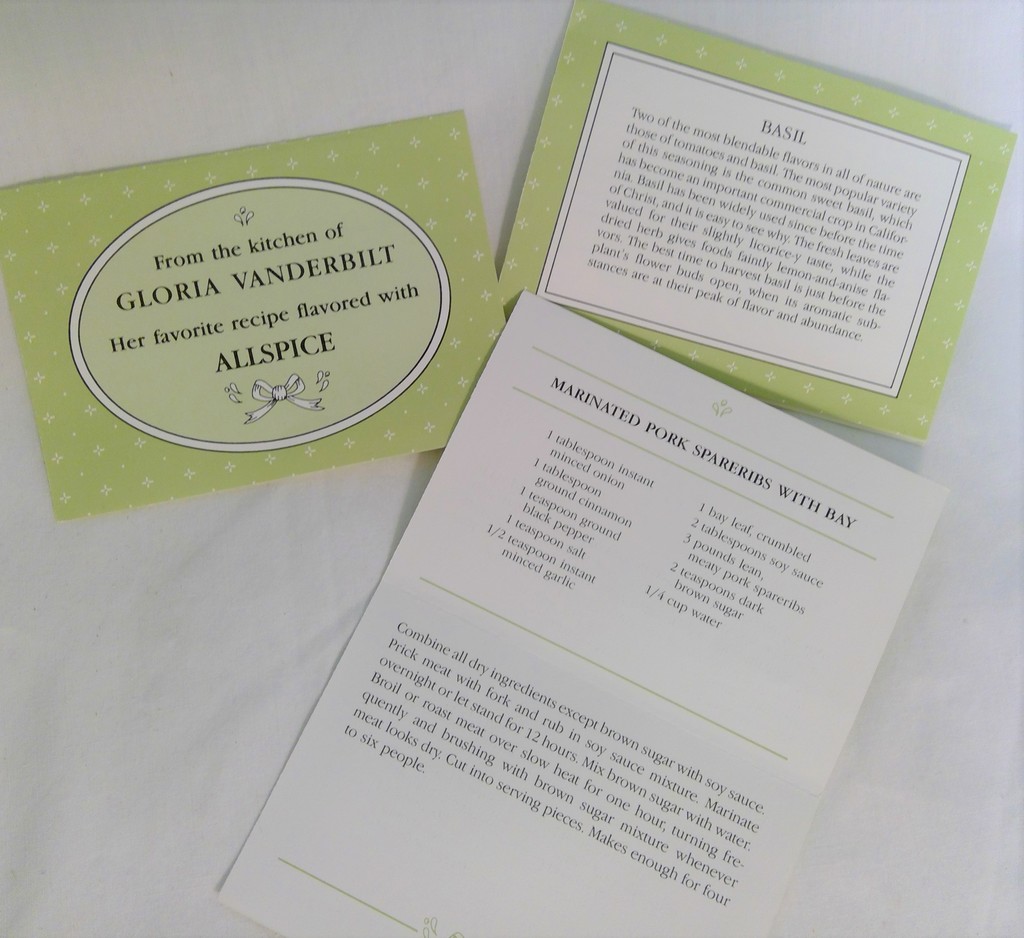 From the kitchen of
GLORIA VANDERBILT
Her favorite recipe flavored with
ALLSPICE
BASIL
Two of the most blendable flavors in all of nature are
those of tomatoes and basil. The most popular variety
of this seasoning is the common sweet basil, which
has become an important commercial crop in Califor-
nia. Basil has been widely used since before the time
of Christ, and it is easy to see why. The fresh leaves are
valued for their slightly licorice-y taste, while the
dried herb gives foods faintly lemon-and-anise fla-
vors. The best time to harvest basil is just before the
plant's flower buds open, when its aromatic sub-
stances are at their peak of flavor and abundance.
MARINATED PORK SPARERIBS WITH BAY
1 tablespoon instant
minced onion
1 tablespoon
ground cinnamon
1 teaspoon ground
black pepper
1 teaspoon salt
1/2 teaspoon instant
minced garlic
1 bay leaf, crumbled
2 tablespoons soy sauce
3 pounds lean,
meaty pork spareribs
2 teaspoons dark
brown sugar
1/4 cup water
Combine all dry ingredients except brown sugar with soy sauce.
Prick meat with fork and rub in soy sauce mixture. Marinate
overnight or let stand for 12 hours. Mix brown sugar with water.
Broil or roast meat over slow heat for one hour, turning fre-
quently and brushing with brown sugar mixture whenever
meat looks dry. Cut into serving pieces. Makes enough for four
to six people.